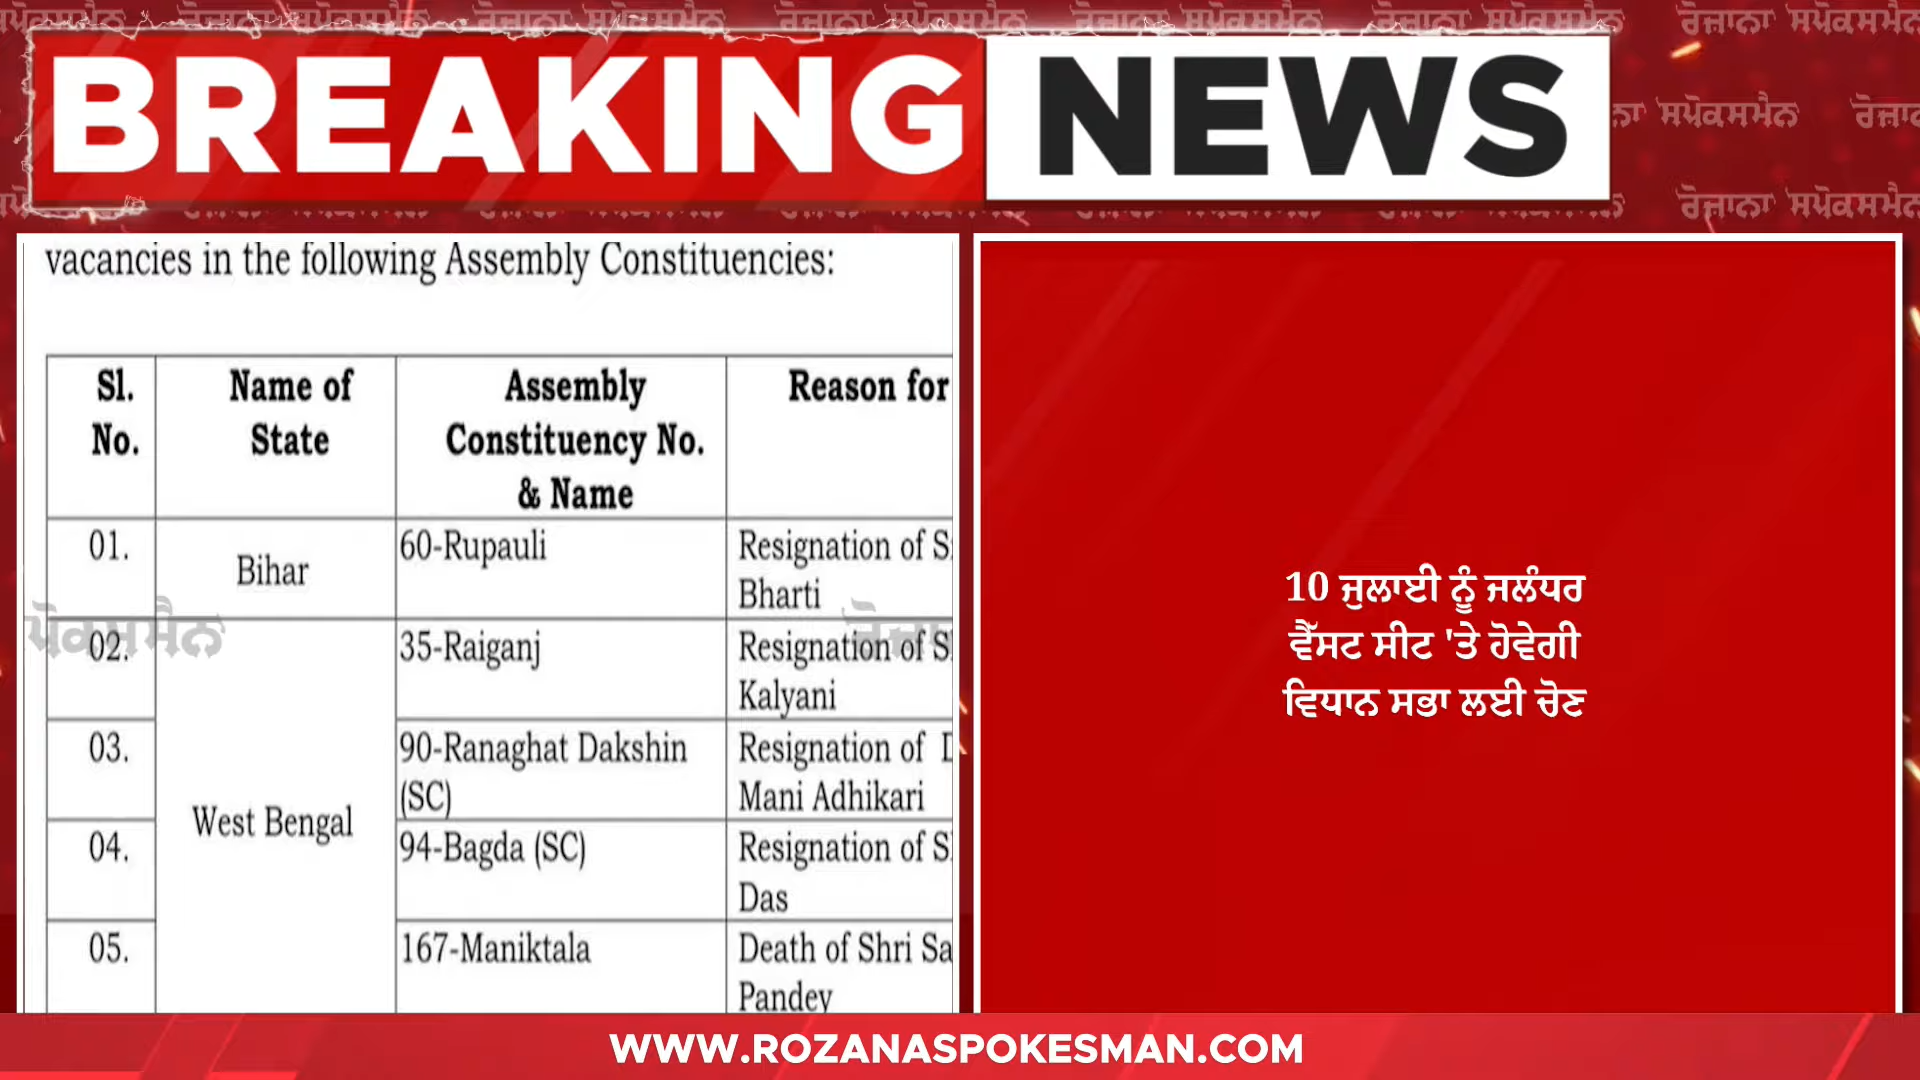 BREAKING NEWS
vacancies in the following Assembly Constituencies:
Sl. No. Name of State Assembly Constituency No. & Name Reason for
01. Bihar 60-Rupauli Resignation of Bharti
02. West Bengal 35-Raiganj Resignation of Kalyani
03. 90-Ranaghat Dakshin (SC) Resignation of Mani Adhikari
04. 94-Bagda (SC) Resignation of Das
05. 167-Maniktala Death of Shri Pandey
10 ਜੁਲਾਈ ਨੂੰ ਜਲੰਧਰ
ਵੈੱਸਟ ਸੀਟ 'ਤੇ ਹੋਵੇਗੀ
ਵਿਧਾਨ ਸਭਾ ਲਈ ਚੋਣ
ਰੋਜ਼ਾਨਾ ਸਪੋਕਸਮੈਨ
WWW.ROZANASPOKESMAN.COM